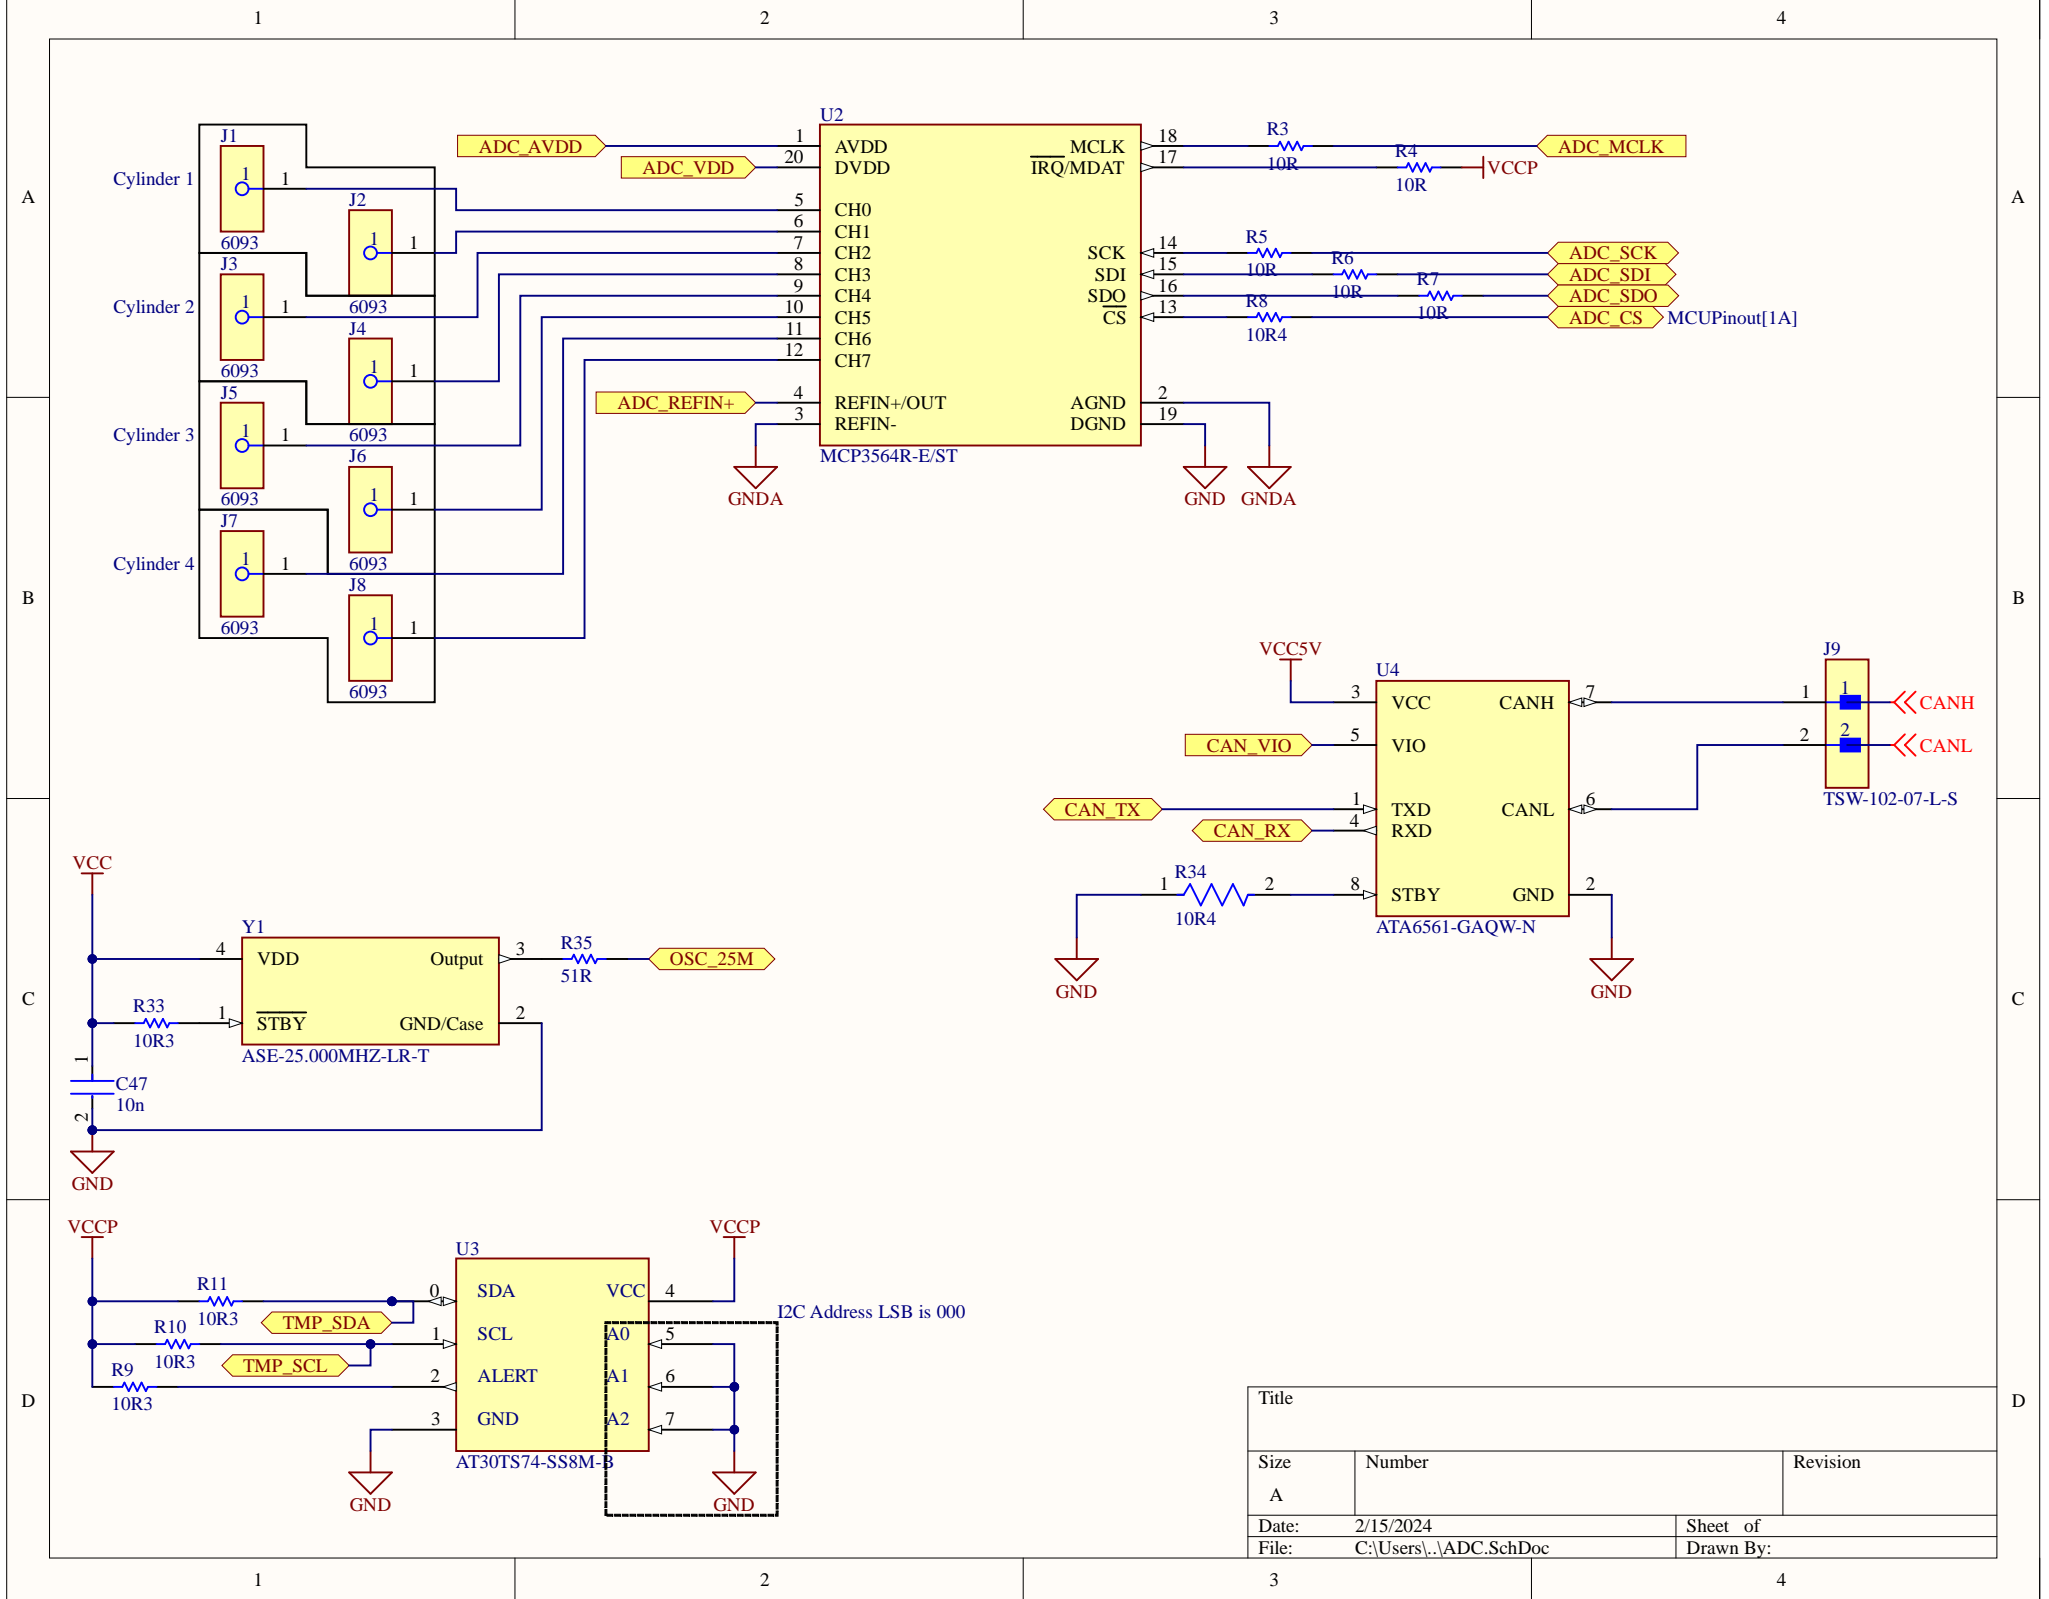 1 2 3 4
A A
B B
C C
D D
1 2 3 4
Cylinder 1
J1
1 1
6093
J2
1 1
6093
Cylinder 2
J3
1 1
6093
J4
1 1
6093
Cylinder 3
J5
1 1
6093
J6
1 1
6093
Cylinder 4
J7
1 1
6093
J8
1 1
6093
U2
ADC_AVDD 1 AVDD
ADC_VDD 20 DVDD
5 CH0
6 CH1
7 CH2
8 CH3
9 CH4
10 CH5
11 CH6
12 CH7
ADC_REFIN+ 4 REFIN+/OUT
3 REFIN-
GNDA
MCLK 18 R3 10R ADC_MCLK
IRQ/MDAT 17 R4 10R VCCP
SCK 14 R5 10R ADC_SCK
SDI 15 R6 10R ADC_SDI
SDO 16 R7 10R ADC_SDO
CS 13 R8 10R4 ADC_CS MCUPinout[1A]
AGND 2
DGND 19
GND GNDA
MCP3564R-E/ST
VCC5V
U4
3 VCC
CAN_VIO 5 VIO
CAN_TX 1 TXD
CAN_RX 4 RXD
R34
1 2 8 STBY
10R4
GND
CANH 7
CANL 6
GND 2
GND
ATA6561-GAQW-N
J9
1 1 CANH
2 2 CANL
TSW-102-07-L-S
VCC
Y1
4 VDD
R33
1 STBY
10R3
Output 3 R35 51R OSC_25M
GND/Case 2
ASE-25.000MHZ-LR-T
1
C47
10n
2
GND
VCCP
R11
10R3
TMP_SDA
R10
10R3
TMP_SCL
R9
10R3
U3
0 SDA
1 SCL
2 ALERT
3 GND
GND
VCCP
VCC 4
I2C Address LSB is 000
A0 5
A1 6
A2 7
AT30TS74-SS8M-B
GND
Title
Size Number Revision
A
Date: 2/15/2024 Sheet of
File: C:\Users\..\ADC.SchDoc Drawn By: